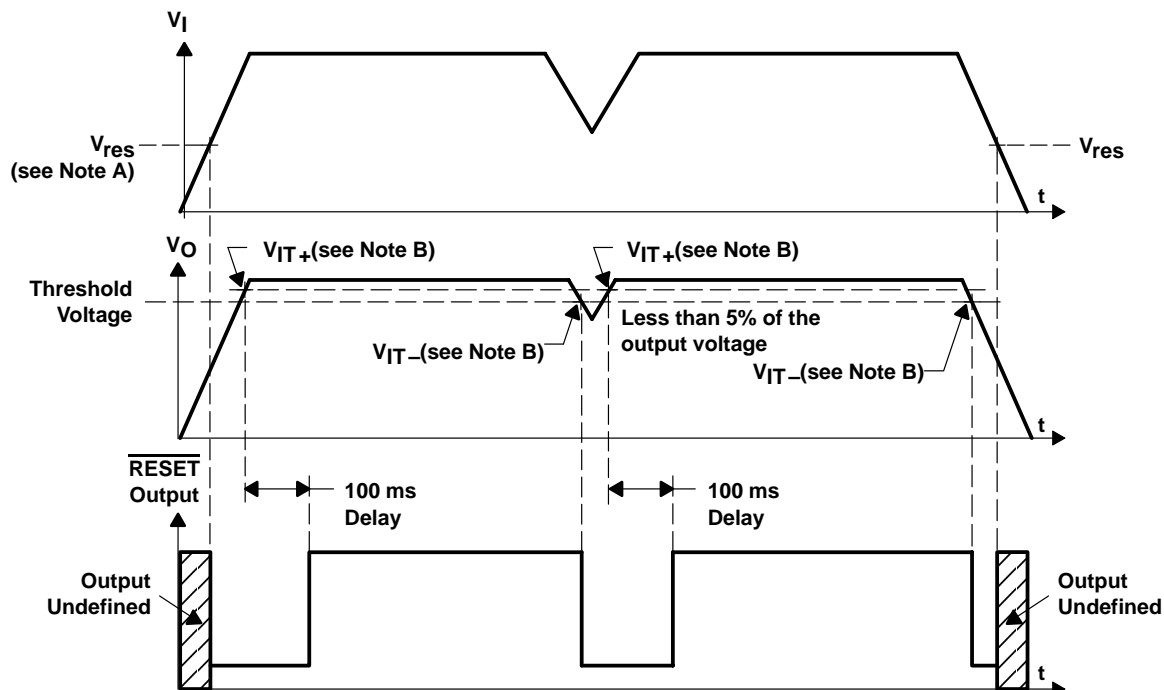 VI
Vres
(see Note A)
Vres
t
VO
VIT+(see Note B)
VIT+(see Note B)
Threshold
Voltage
Less than 5% of the
output voltage
VIT–(see Note B)
VIT–(see Note B)
t
RESET
Output
100 ms
Delay
100 ms
Delay
Output
Undefined
Output
Undefined
t